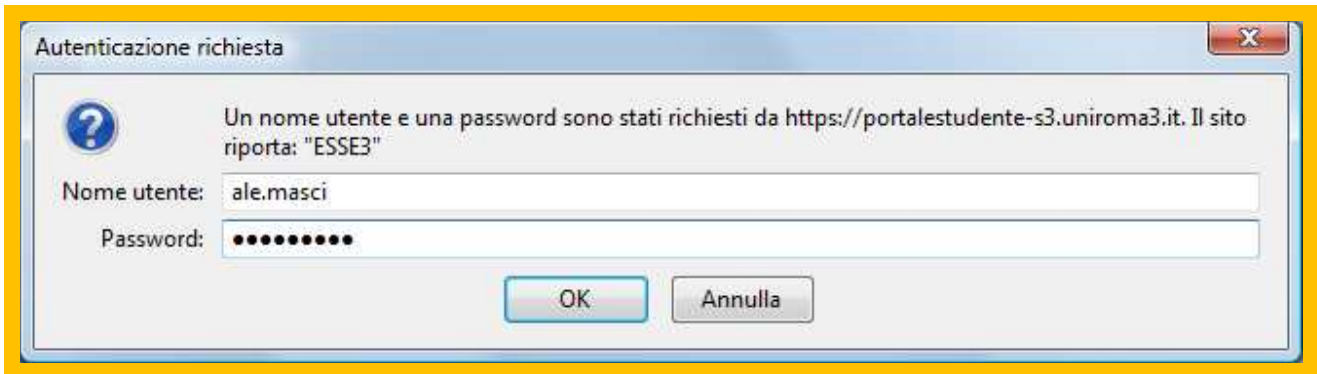 Autenticazione richiesta
Un nome utente e una password sono stati richiesti da https://portalestudente-s3.uniroma3.it. Il sito
riporta: "ESSE3"
Nome utente: ale.masci
Password: •••••••••
OK Annulla